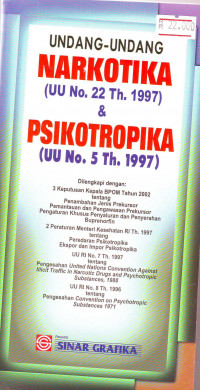 A 22.000
UNDANG-UNDANG
NARKOTIKA
(UU No. 22 Th. 1997)
&
PSIKOTROPIKA
(UU No. 5 Th. 1997)
Dilengkapi dengan:
3 Keputusan Kepala BPOM Tahun 2002
tentang
Penambahan Jenis Prekursor
Pemantauan dan Pengawasan Prekursor
Pengaturan Khusus Penyaluran dan Penyerahan
Buprenorfin
2 Peraturan Menteri Kesehatan RI Th. 1997
tentang
Peredaran Psikotropika
Ekspor dan Impor Psikotropika
UU RI No. 7 Th. 1997
tentang
Pengesahan United Nations Convention Against
Illicit Traffic in Narcotic Drugs and Psychotropic
Substances, 1988
UU RI No. 8 Th. 1996
tentang
Pengesahan Convention on Psychotropic
Substances 1971
Penerbit
SINAR GRAFIKA